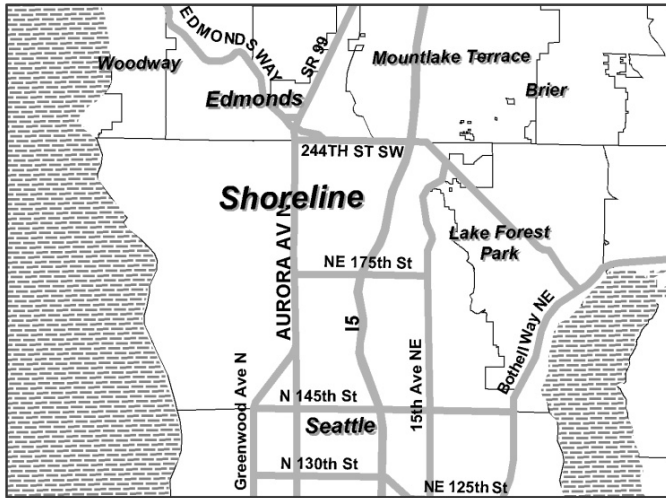 EDMONDS WAY
SR 99
Woodway
Mountlake Terrace
Edmonds
Brier
244TH ST SW
Shoreline
AURORA AV N
Lake Forest
Park
NE 175th St
I5
Bothell Way NE
15th Ave NE
Greenwood Ave N
N 145th St
Seattle
N 130th St
NE 125th St